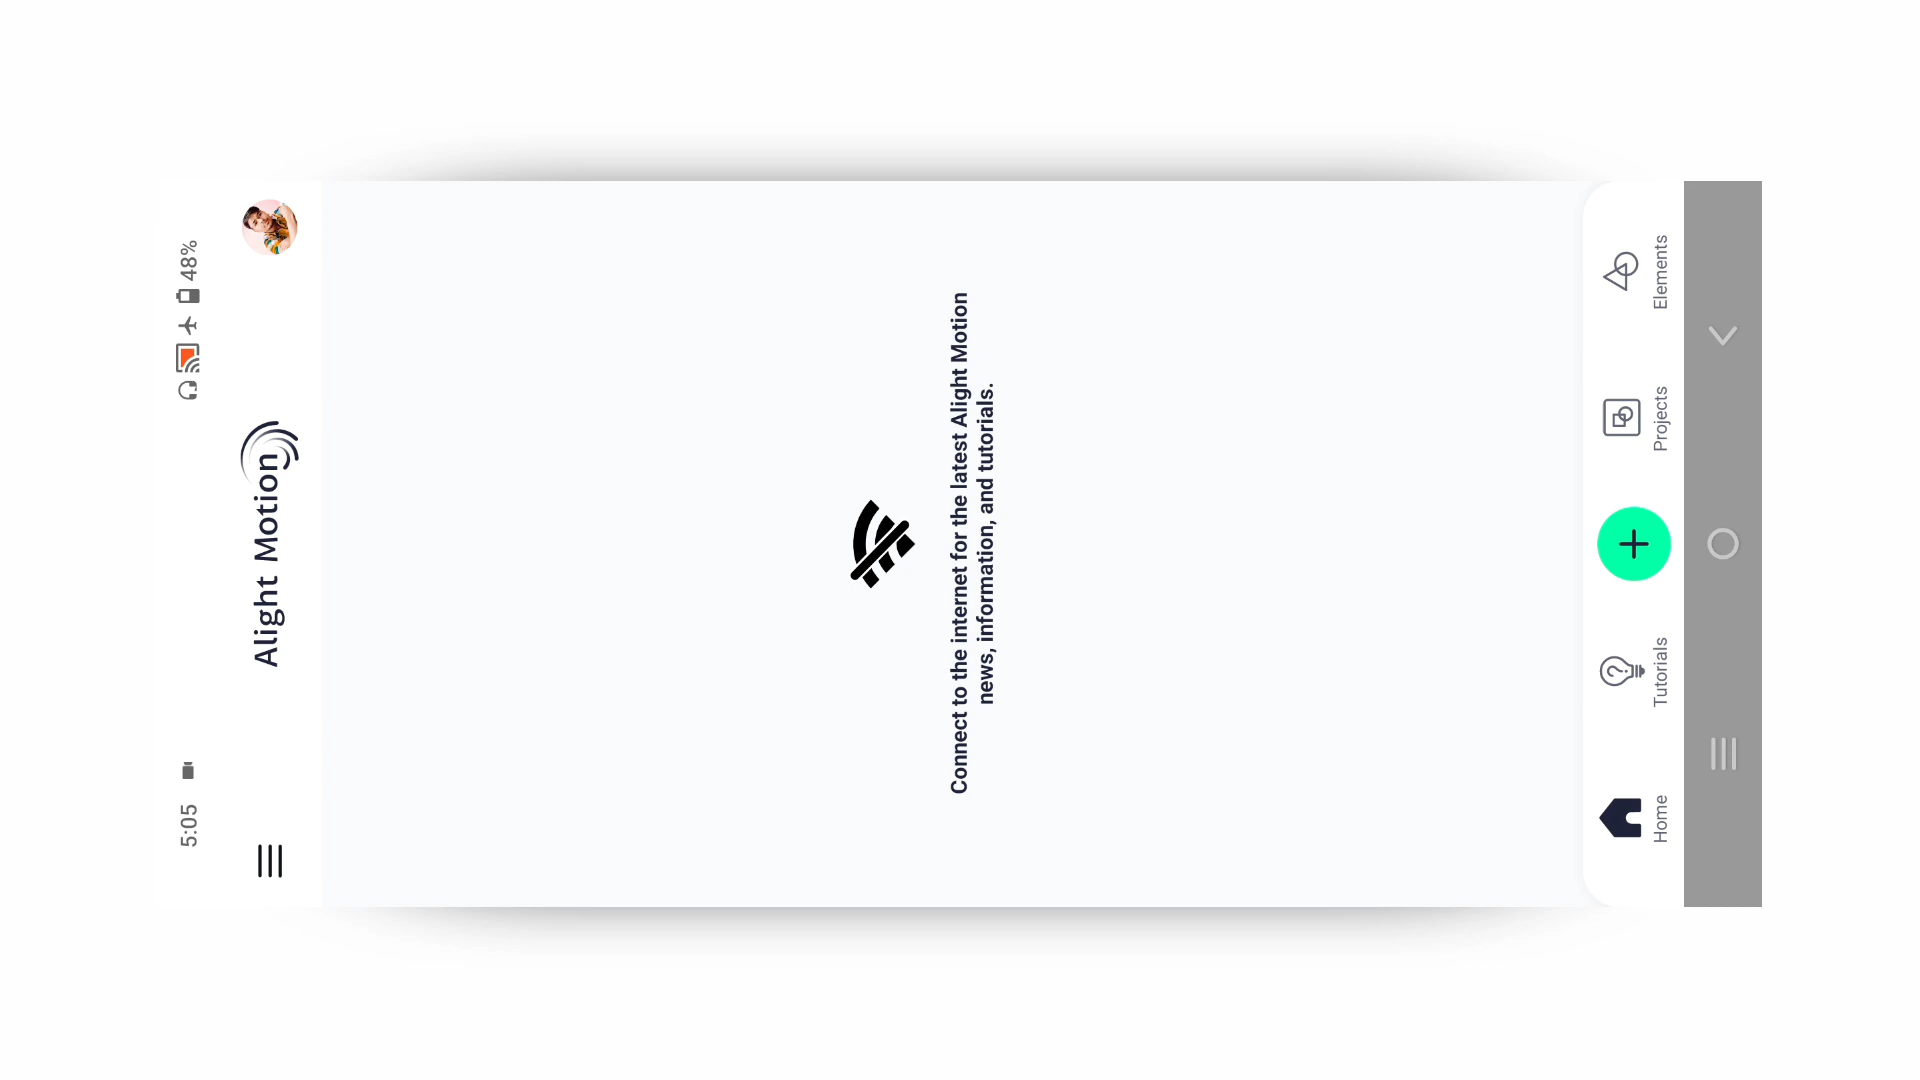 5:05
48%
Alight Motion
Connect to the internet for the latest Alight Motion
news, information, and tutorials.
Home
Tutorials
Projects
Elements